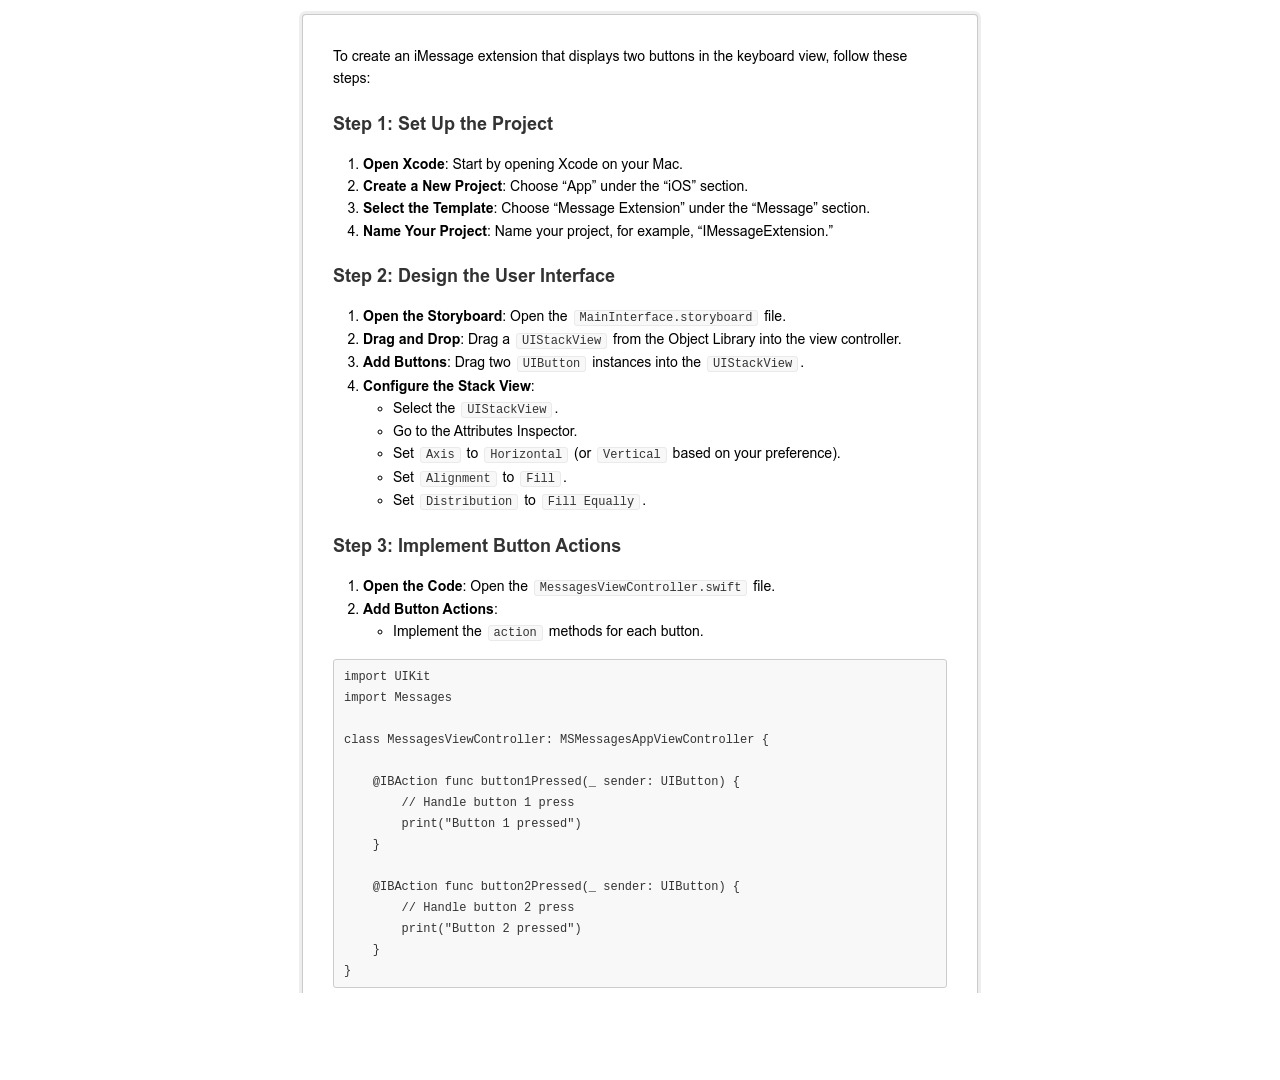 To create an iMessage extension that displays two buttons in the keyboard view, follow these
steps:
Step 1: Set Up the Project
1. Open Xcode: Start by opening Xcode on your Mac.
2. Create a New Project: Choose “App” under the “iOS” section.
3. Select the Template: Choose “Message Extension” under the “Message” section.
4. Name Your Project: Name your project, for example, “IMessageExtension.”
Step 2: Design the User Interface
1. Open the Storyboard: Open the MainInterface.storyboard file.
2. Drag and Drop: Drag a UIStackView from the Object Library into the view controller.
3. Add Buttons: Drag two UIButton instances into the UIStackView.
4. Configure the Stack View:
◦ Select the UIStackView.
◦ Go to the Attributes Inspector.
◦ Set Axis to Horizontal (or Vertical based on your preference).
◦ Set Alignment to Fill.
◦ Set Distribution to Fill Equally.
Step 3: Implement Button Actions
1. Open the Code: Open the MessagesViewController.swift file.
2. Add Button Actions:
◦ Implement the action methods for each button.
import UIKit
import Messages

class MessagesViewController: MSMessagesAppViewController {

    @IBAction func button1Pressed(_ sender: UIButton) {
        // Handle button 1 press
        print("Button 1 pressed")
    }

    @IBAction func button2Pressed(_ sender: UIButton) {
        // Handle button 2 press
        print("Button 2 pressed")
    }
}